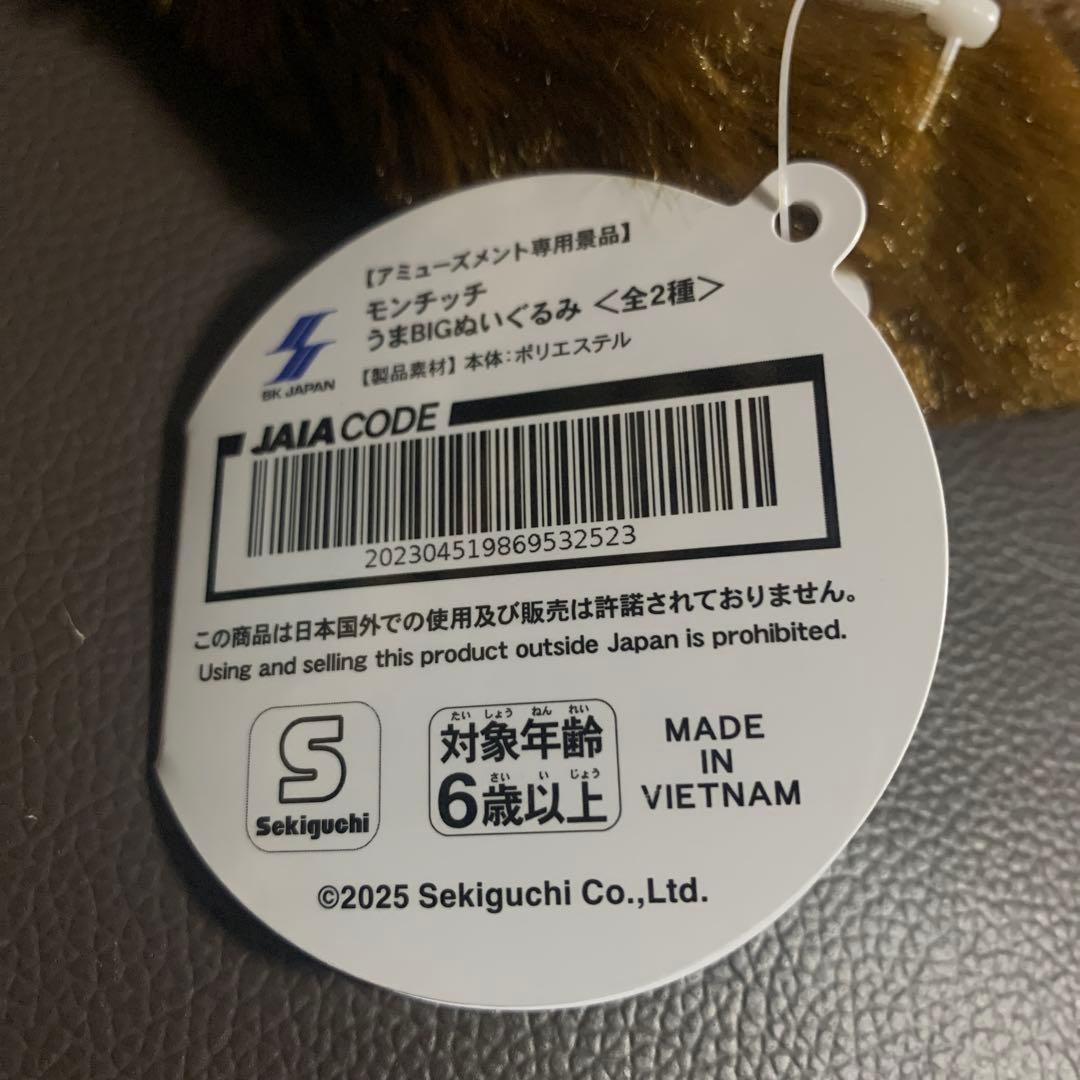 【アミューズメント専用景品】
モンチッチ
うまBIGぬいぐるみ ＜全2種＞
【製品素材】本体：ポリエステル
BK JAPAN
JAIA CODE
202304519869532523
この商品は日本国外での使用及び販売は許諾されておりません。
Using and selling this product outside Japan is prohibited.
S
Sekiguchi
たい しょう ねん れい
対象年齢
さい い じょう
6歳以上
MADE
IN
VIETNAM
©2025 Sekiguchi Co.,Ltd.